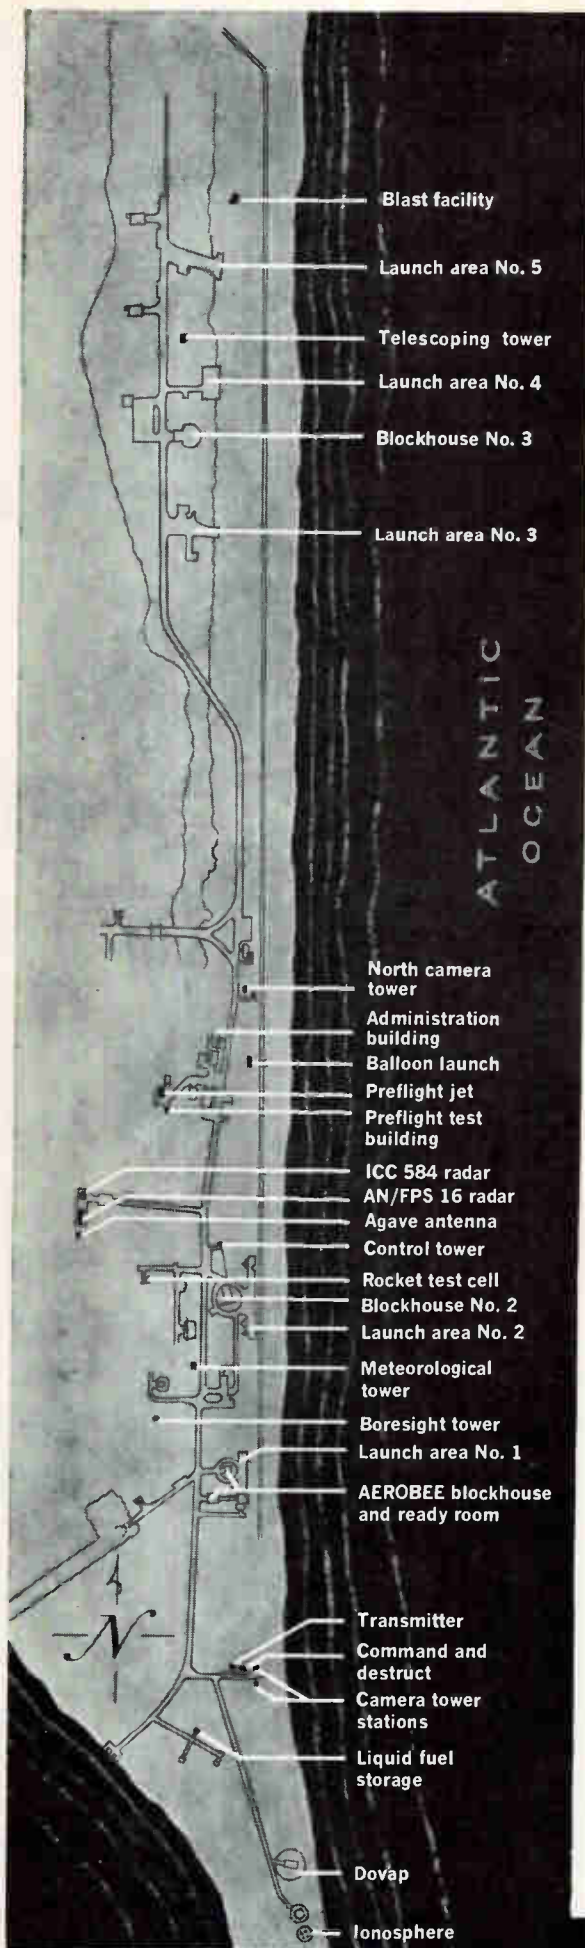 Blast facility
Launch area No. 5
Telescoping tower
Launch area No. 4
Blockhouse No. 3
Launch area No. 3
ATLANTIC
OCEAN
North camera
tower
Administration
building
Balloon launch
Preflight jet
Preflight test
building
ICC 584 radar
AN/FPS 16 radar
Agave antenna
Control tower
Rocket test cell
Blockhouse No. 2
Launch area No. 2
Meteorological
tower
Boresight tower
Launch area No. 1
AEROBEE blockhouse
and ready room
N
Transmitter
Command and
destruct
Camera tower
stations
Liquid fuel
storage
Dovap
Ionosphere